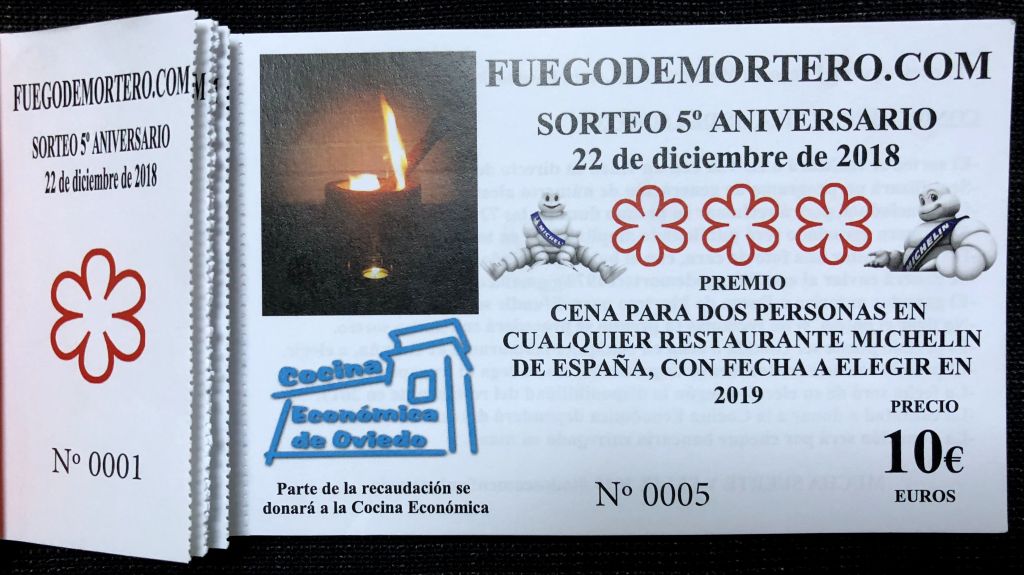 FUEGODEMORTERO.COM
SORTEO 5º ANIVERSARIO
22 de diciembre de 2018
Nº 0001
FUEGODEMORTERO.COM
SORTEO 5º ANIVERSARIO
22 de diciembre de 2018
MICHELIN
PREMIO
CENA PARA DOS PERSONAS EN
CUALQUIER RESTAURANTE MICHELIN
DE ESPAÑA, CON FECHA A ELEGIR EN
2019
Cocina
Económica
de Oviedo
Parte de la recaudación se
donará a la Cocina Económica
Nº 0005
PRECIO
10€
EUROS